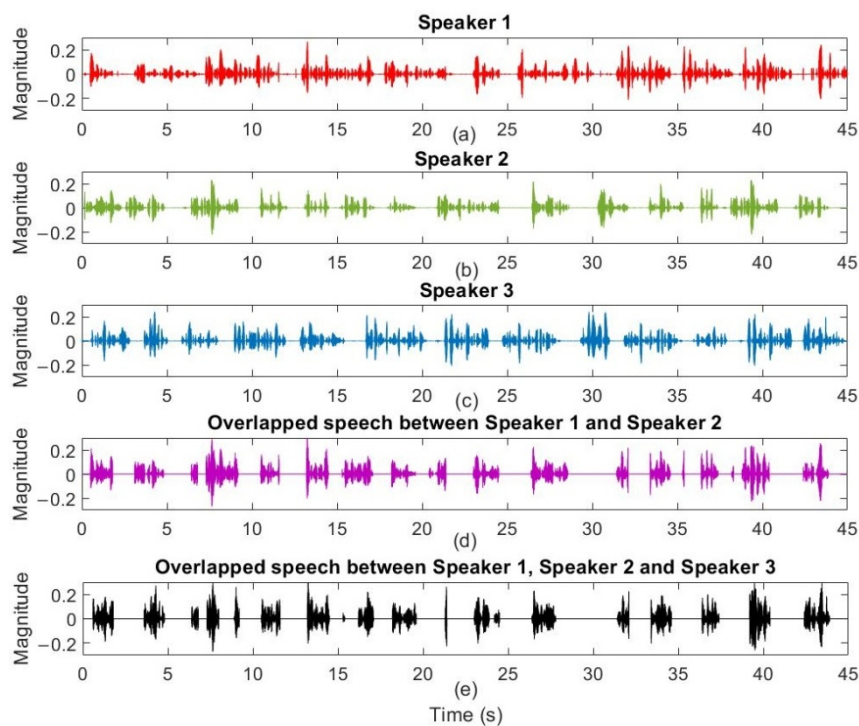 Speaker 1
Magnitude
0.2
0
−0.2
0 5 10 15 20 25 30 35 40 45
(a)
Speaker 2
Magnitude
0.2
0
−0.2
0 5 10 15 20 25 30 35 40 45
(b)
Speaker 3
Magnitude
0.2
0
−0.2
0 5 10 15 20 25 30 35 40 45
(c)
Overlapped speech between Speaker 1 and Speaker 2
Magnitude
0.2
0
−0.2
0 5 10 15 20 25 30 35 40 45
(d)
Overlapped speech between Speaker 1, Speaker 2 and Speaker 3
Magnitude
0.2
0
−0.2
0 5 10 15 20 25 30 35 40 45
(e)
Time (s)